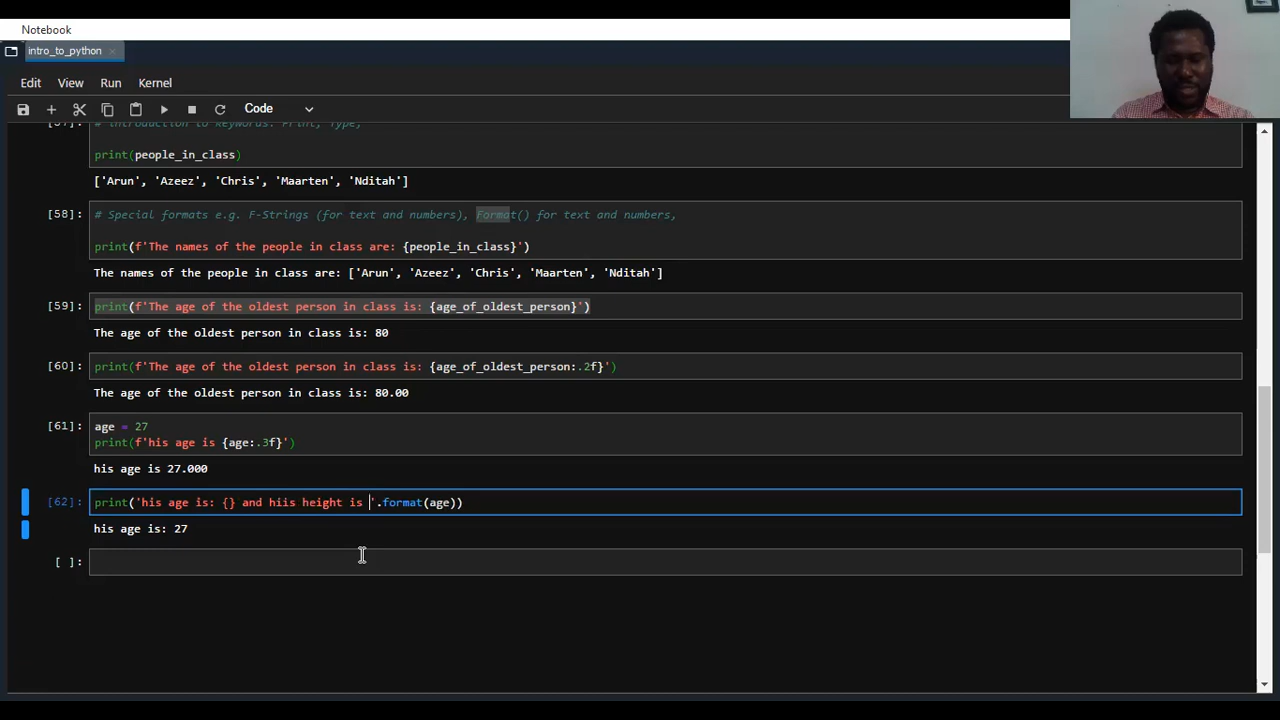 Notebook
intro_to_python ×
Edit View Run Kernel
Code
[57]: # Introduction to Keywords: Print, Type,
print(people_in_class)
['Arun', 'Azeez', 'Chris', 'Maarten', 'Nditah']
[58]: # Special formats e.g. F-Strings (for text and numbers), Format() for text and numbers,
print(f'The names of the people in class are: {people_in_class}')
The names of the people in class are: ['Arun', 'Azeez', 'Chris', 'Maarten', 'Nditah']
[59]: print(f'The age of the oldest person in class is: {age_of_oldest_person}')
The age of the oldest person in class is: 80
[60]: print(f'The age of the oldest person in class is: {age_of_oldest_person:.2f}')
The age of the oldest person in class is: 80.00
[61]: age = 27
print(f'his age is {age:.3f}')
his age is 27.000
[62]: print('his age is: {} and hiis height is '.format(age))
his age is: 27
[ ]: